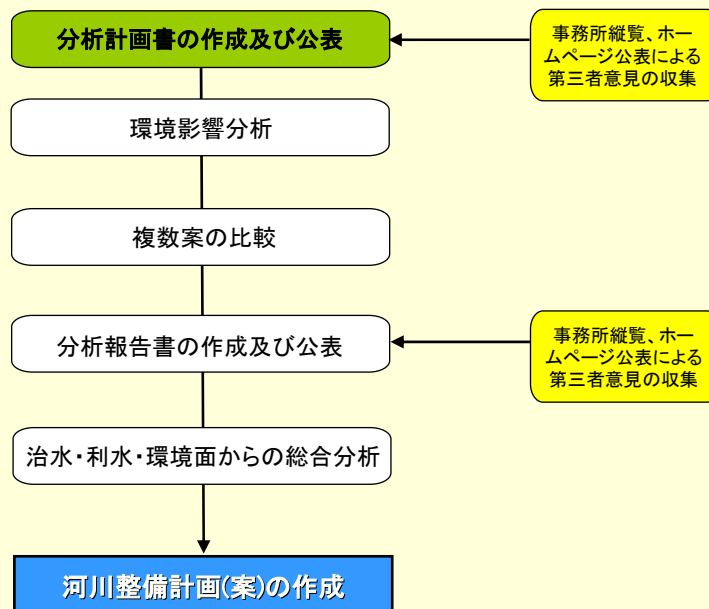 分析計画書の作成及び公表
事務所縦覧、ホー
ムページ公表による
第三者意見の収集
環境影響分析
複数案の比較
分析報告書の作成及び公表
事務所縦覧、ホー
ムページ公表による
第三者意見の収集
治水・利水・環境面からの総合分析
河川整備計画(案)の作成